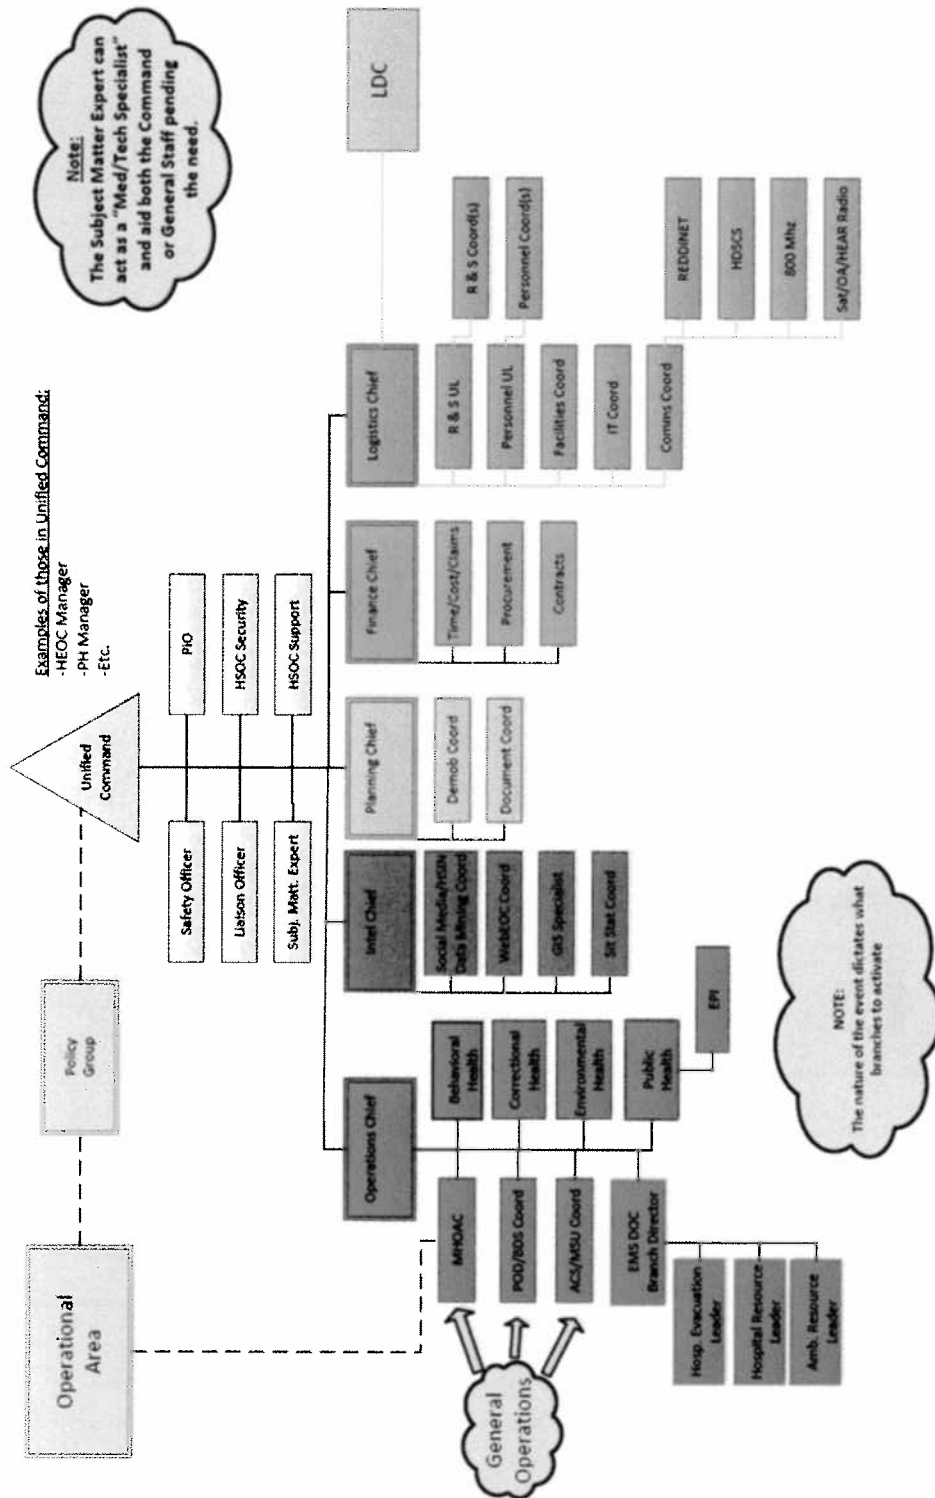 Operational
Area
Policy
Group
Unified
Command
Examples of those in Unified Command:
-HEOC Manager
-PH Manager
-Etc.
Note:
The Subject Matter Expert can
act as a "Med/Tech Specialist"
and aid both the Command
or General Staff pending
the need.
Safety Officer
PIO
Liaison Officer
HSOC Security
Subj. Matt. Expert
HSOC Support
Operations Chief
Intel Chief
Planning Chief
Finance Chief
Logistics Chief
LDC
General
Operations
MHOAC
Behavioral
Health
POD/BDS Coord
Correctional
Health
ACS/MSU Coord
Environmental
Health
EMS DOC
Branch Director
Public
Health
EPI
Hosp. Evacuation
Leader
Hospital Resource
Leader
Amb. Resource
Leader
Social Media/HSIN
Data Mining Coord
WebEOC Coord
GIS Specialist
Sit Stat Coord
Demob Coord
Document Coord
Time/Cost/Claims
Procurement
Contracts
R & S UL
R & S Coord(s)
Personnel UL
Personnel Coord(s)
Facilities Coord
IT Coord
Comms Coord
REDDINET
HDSCS
800 Mhz
Sat/OA/HEAR Radio
NOTE:
The nature of the event dictates what
branches to activate